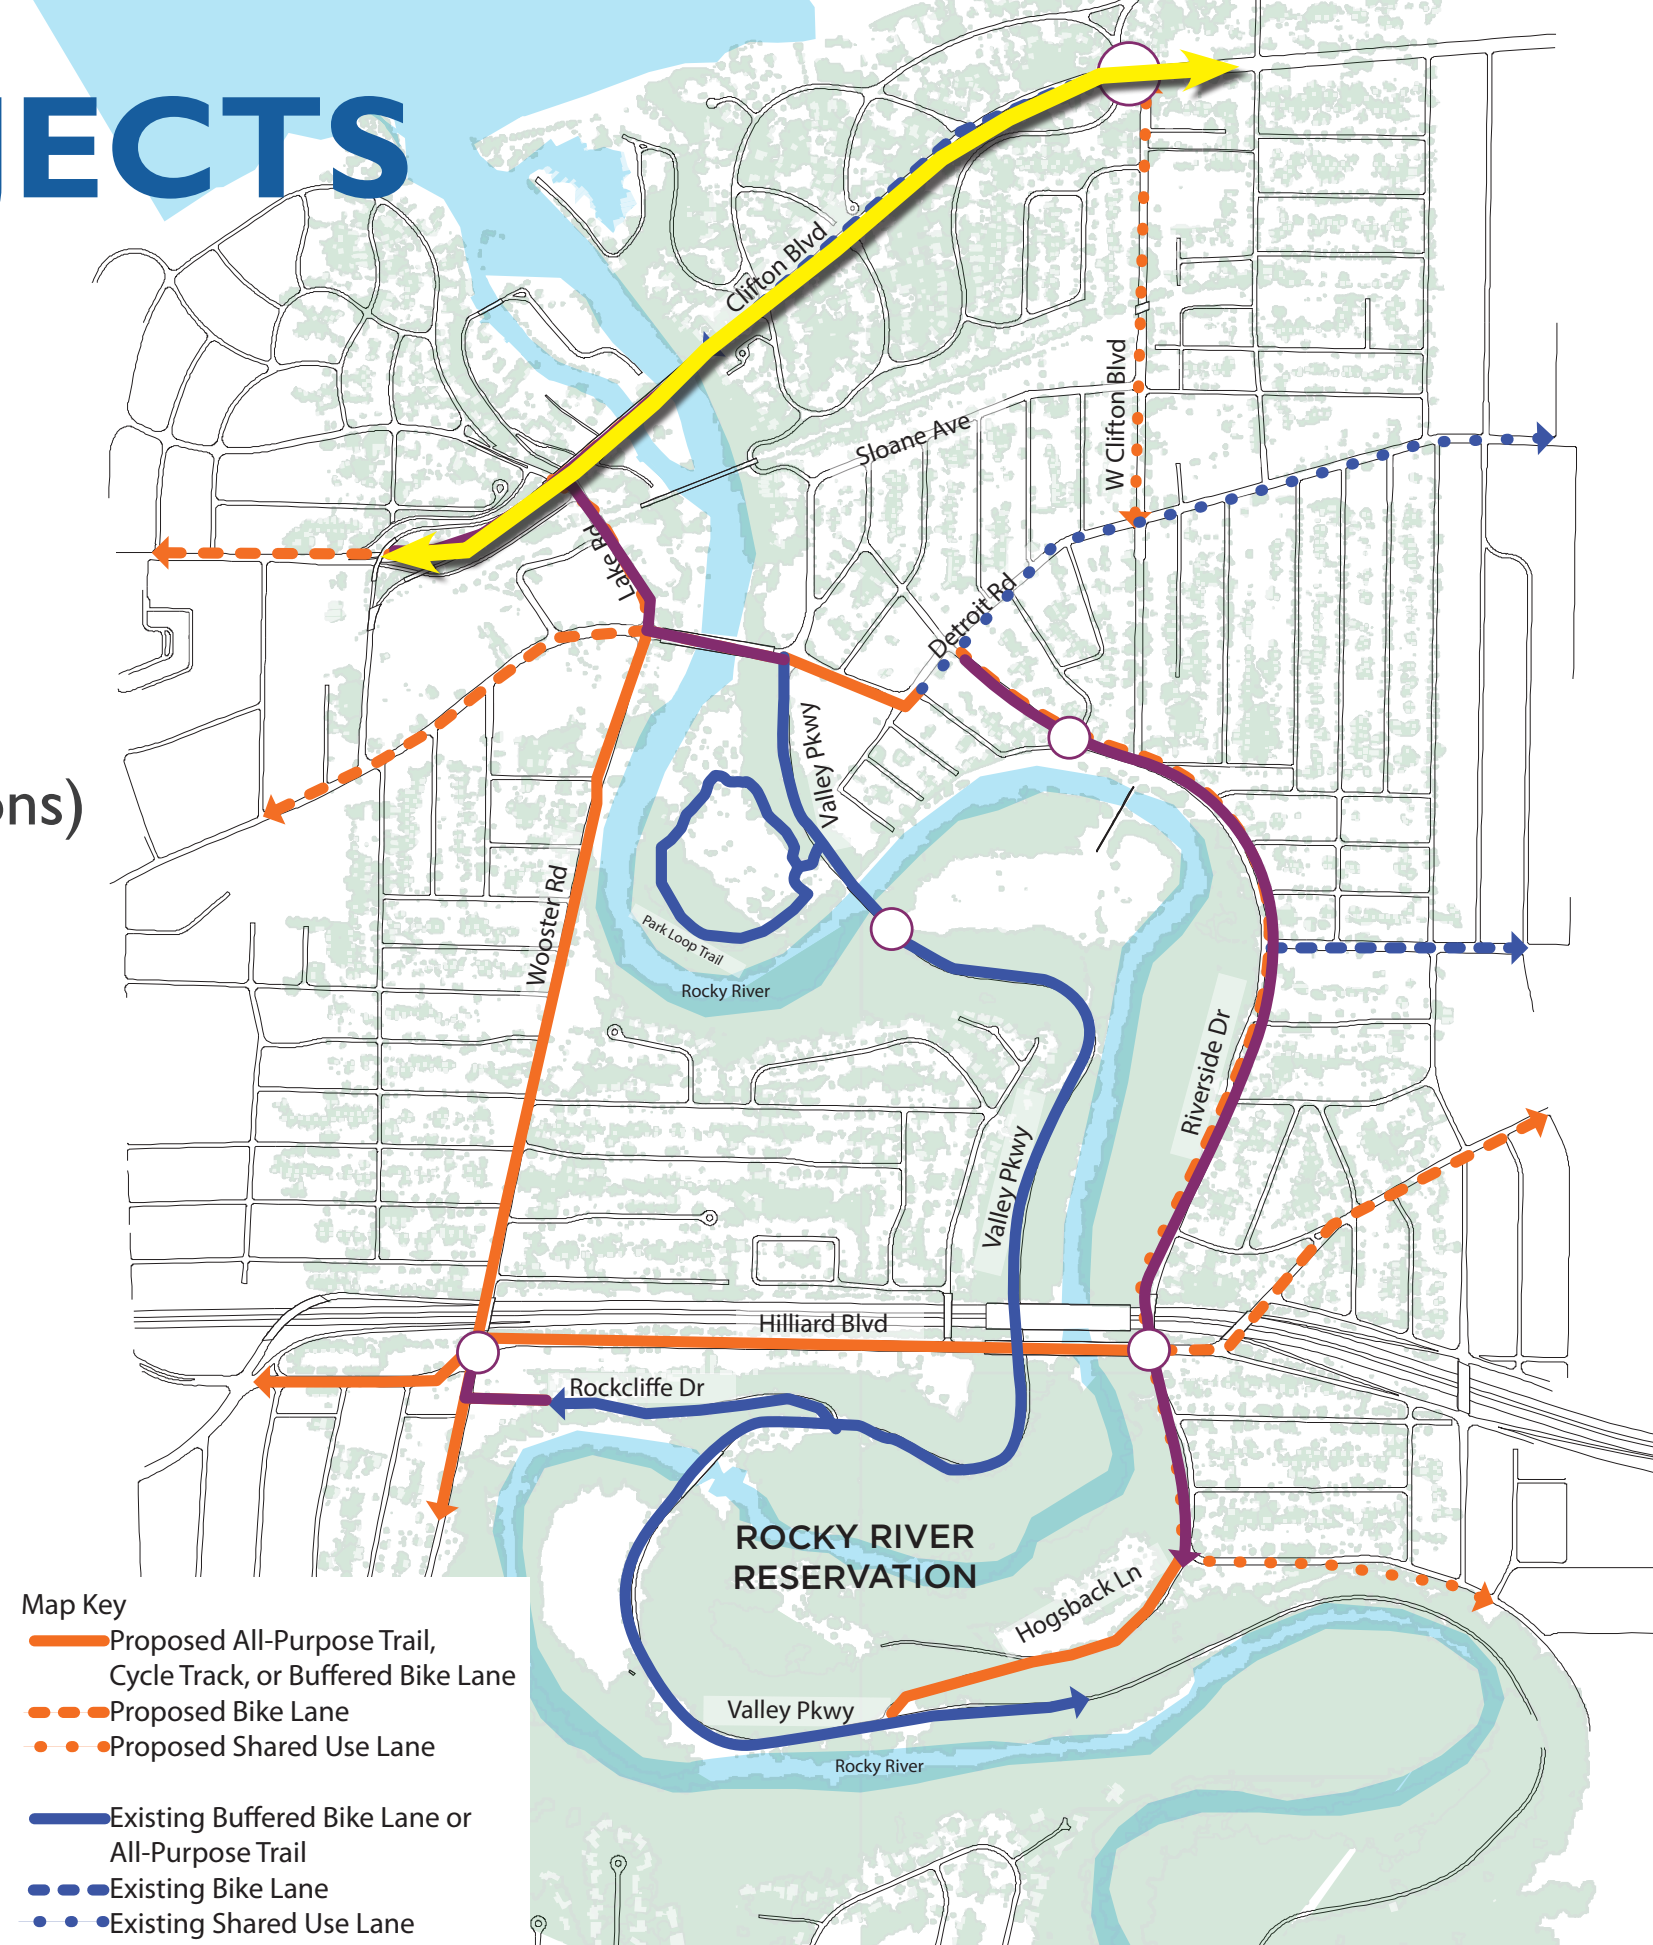 JECTS
ons)
Clifton Blvd
Sloane Ave
W Clifton Blvd
Lake Rd
Detroit Rd
Valley Pkwy
Wooster Rd
Park Loop Trail
Rocky River
Riverside Dr
Valley Pkwy
Hilliard Blvd
Rockcliffe Dr
ROCKY RIVER
RESERVATION
Hogsback Ln
Valley Pkwy
Rocky River
Map Key
Proposed All-Purpose Trail,
Cycle Track, or Buffered Bike Lane
Proposed Bike Lane
Proposed Shared Use Lane
Existing Buffered Bike Lane or
All-Purpose Trail
Existing Bike Lane
Existing Shared Use Lane